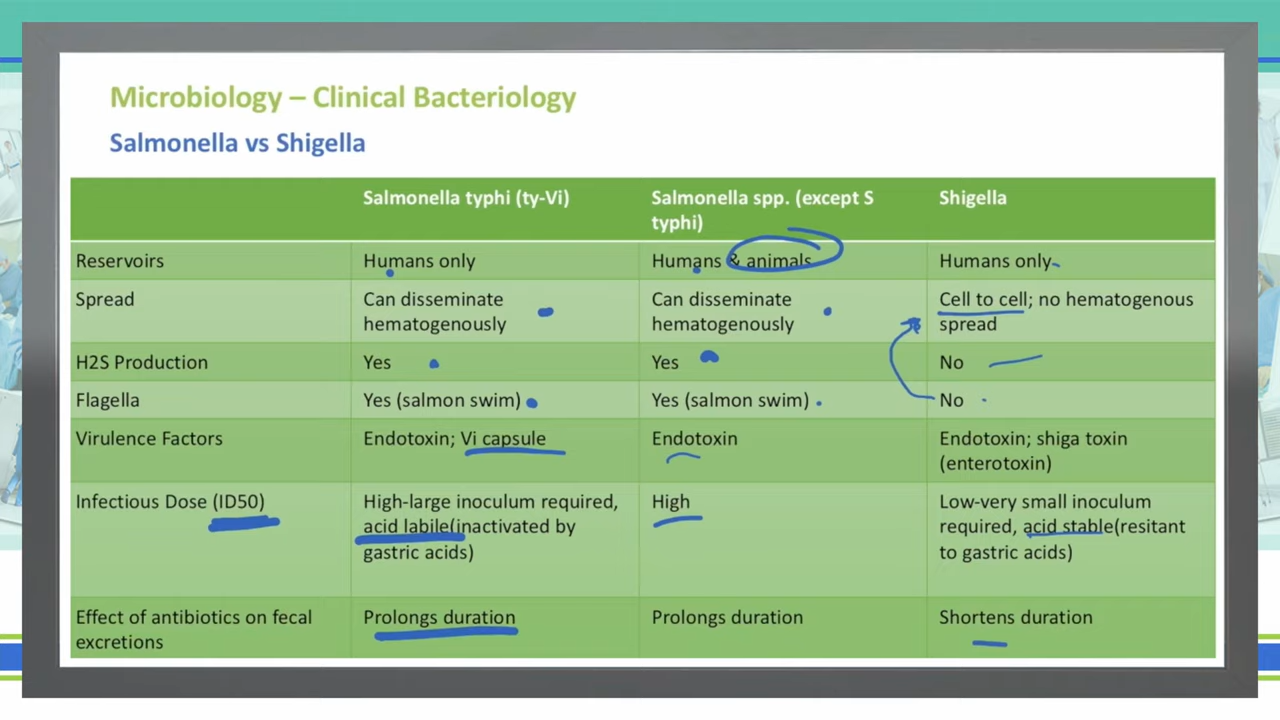 Microbiology – Clinical Bacteriology
Salmonella vs Shigella
Salmonella typhi (ty-Vi)
Salmonella spp. (except S
typhi)
Shigella
Reservoirs
Humans only
Humans & animals
Humans only
Spread
Can disseminate
hematogenously
Can disseminate
hematogenously
Cell to cell; no hematogenous
spread
H2S Production
Yes
Yes
No
Flagella
Yes (salmon swim)
Yes (salmon swim)
No
Virulence Factors
Endotoxin; Vi capsule
Endotoxin
Endotoxin; shiga toxin
(enterotoxin)
Infectious Dose (ID50)
High-large inoculum required,
acid labile(inactivated by
gastric acids)
High
Low-very small inoculum
required, acid stable(resitant
to gastric acids)
Effect of antibiotics on fecal
excretions
Prolongs duration
Prolongs duration
Shortens duration